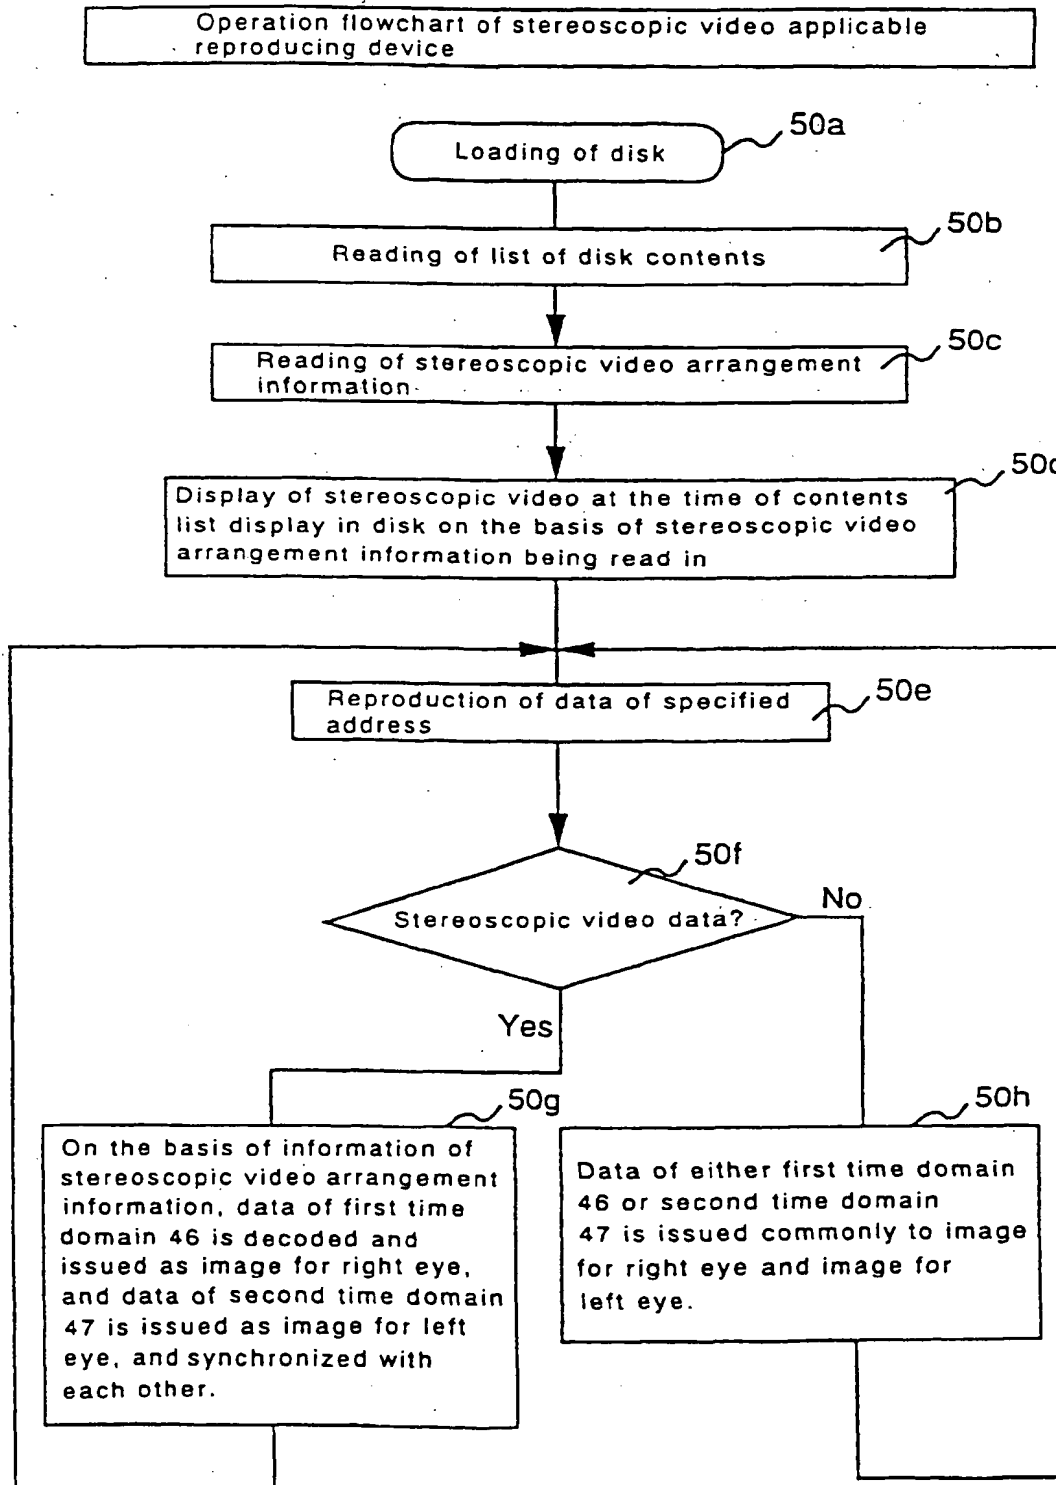 Operation flowchart of stereoscopic video applicable
reproducing device
50a
Loading of disk
50b
Reading of list of disk contents
50c
Reading of stereoscopic video arrangement
information
50d
Display of stereoscopic video at the time of contents
list display in disk on the basis of stereoscopic video
arrangement information being read in
50e
Reproduction of data of specified
address
50f
Stereoscopic video data?
No
Yes
50g
On the basis of information of
stereoscopic video arrangement
information, data of first time
domain 46 is decoded and
issued as image for right eye,
and data of second time domain
47 is issued as image for left
eye, and synchronized with
each other.
50h
Data of either first time domain
46 or second time domain
47 is issued commonly to image
for right eye and image for
left eye.